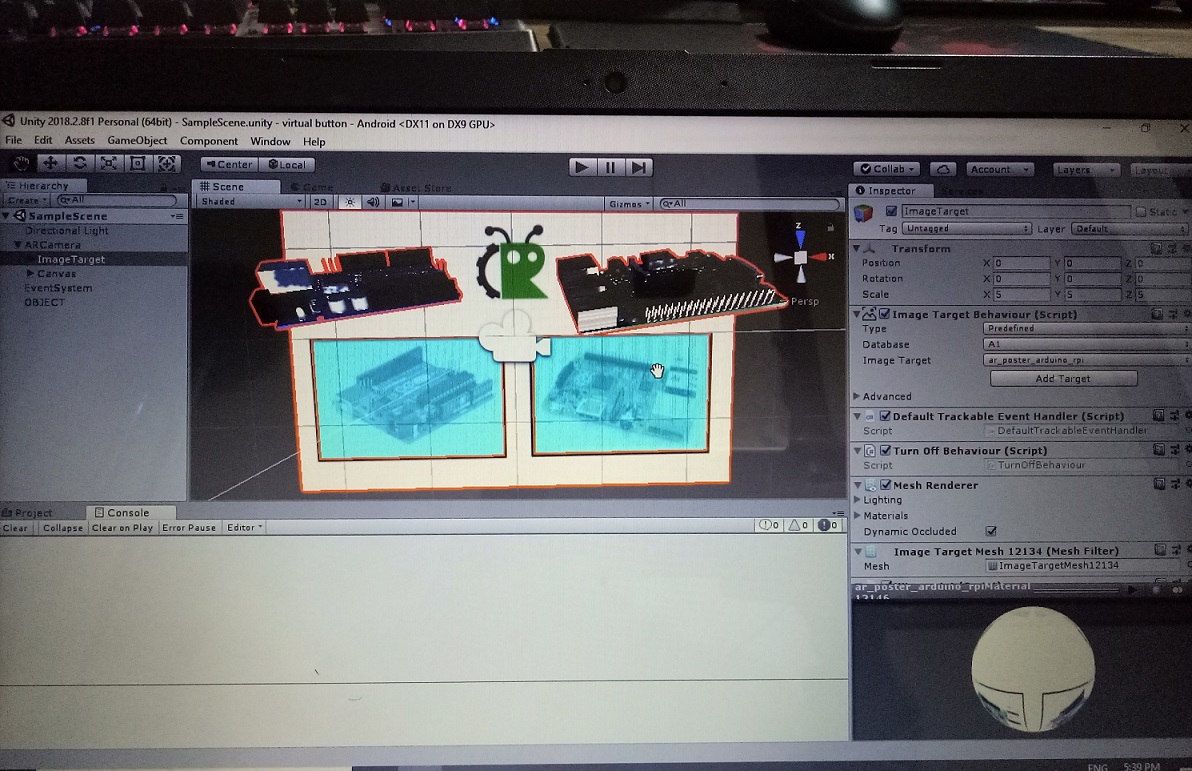 Unity 2018.2.8f1 Personal (64bit) - SampleScene.unity - virtual button - Android <DX11 on DX9 GPU>
File Edit Assets GameObject Component Window Help
Center Local
Collab Account Layers Layout
Hierarchy
Create All
SampleScene
Directional Light
ARCamera
ImageTarget
Canvas
EventSystem
OBJECT
Scene Game Asset Store
Shaded 2D Gizmos All
z
x
Persp
R
Inspector Services
ImageTarget Static
Tag Untagged Layer Default
Transform
Position X 0 Y 0 Z 0
Rotation X 0 Y 0 Z 0
Scale X 5 Y 5 Z 5
Image Target Behaviour (Script)
Type Predefined
Database A1
Image Target ar_poster_arduino_rpi
Add Target
Advanced
Default Trackable Event Handler (Script)
Script DefaultTrackableEventHandler
Turn Off Behaviour (Script)
Script TurnOffBehaviour
Mesh Renderer
Lighting
Materials
Dynamic Occluded
Image Target Mesh 12134 (Mesh Filter)
Mesh ImageTargetMesh12134
ar_poster_arduino_rpiMaterial
12146
Project Console
Clear Collapse Clear on Play Error Pause Editor 0 0 0
ENG 5:39 PM